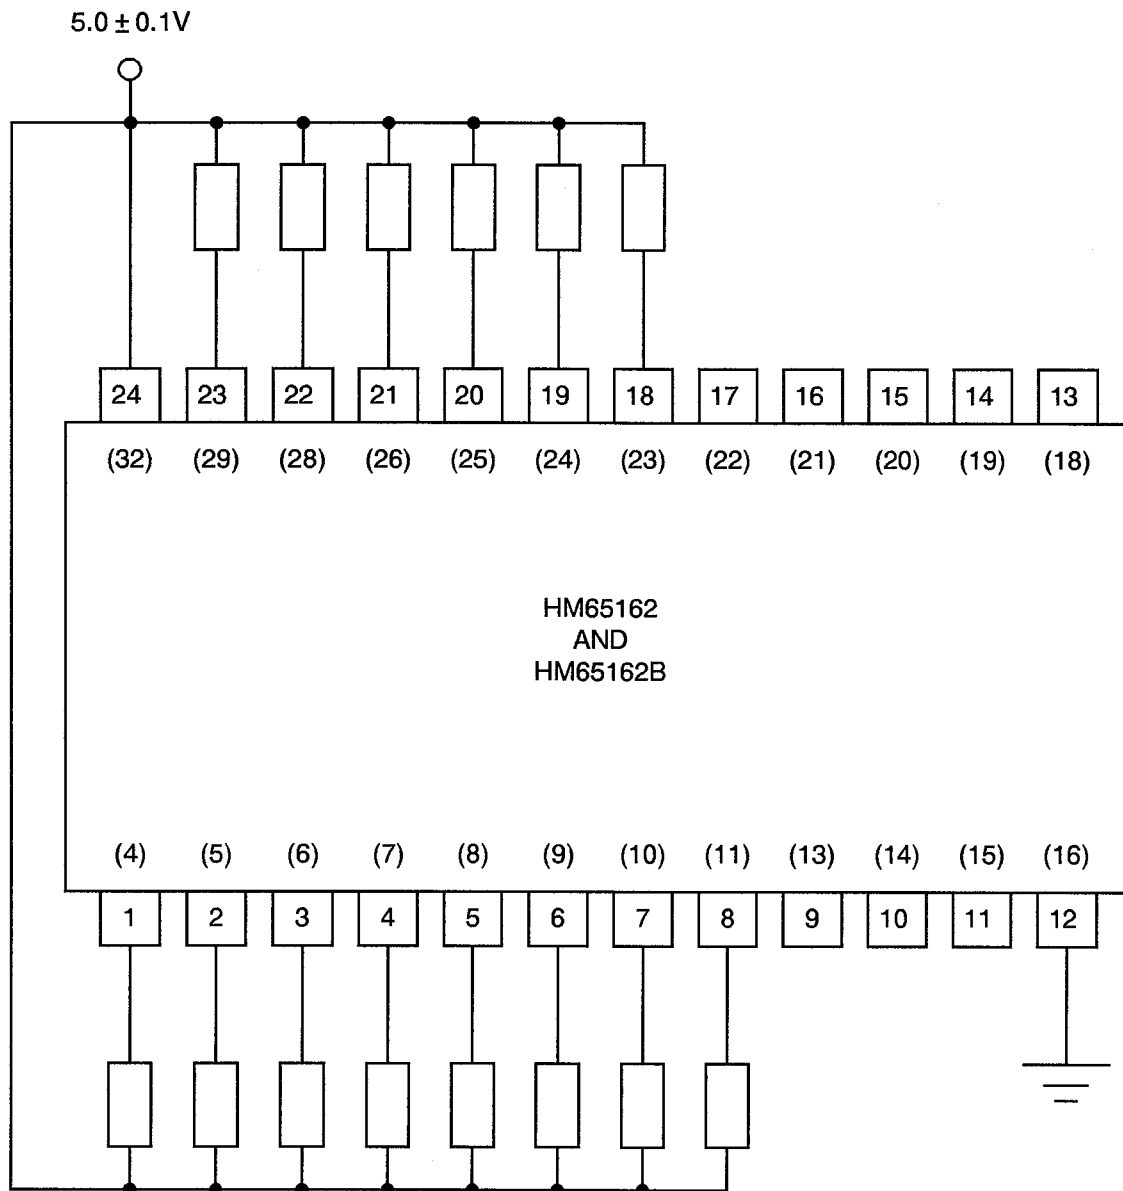 5.0 ± 0.1V
24 23 22 21 20 19 18 17 16 15 14 13
(32) (29) (28) (26) (25) (24) (23) (22) (21) (20) (19) (18)
HM65162
AND
HM65162B
(4) (5) (6) (7) (8) (9) (10) (11) (13) (14) (15) (16)
1 2 3 4 5 6 7 8 9 10 11 12